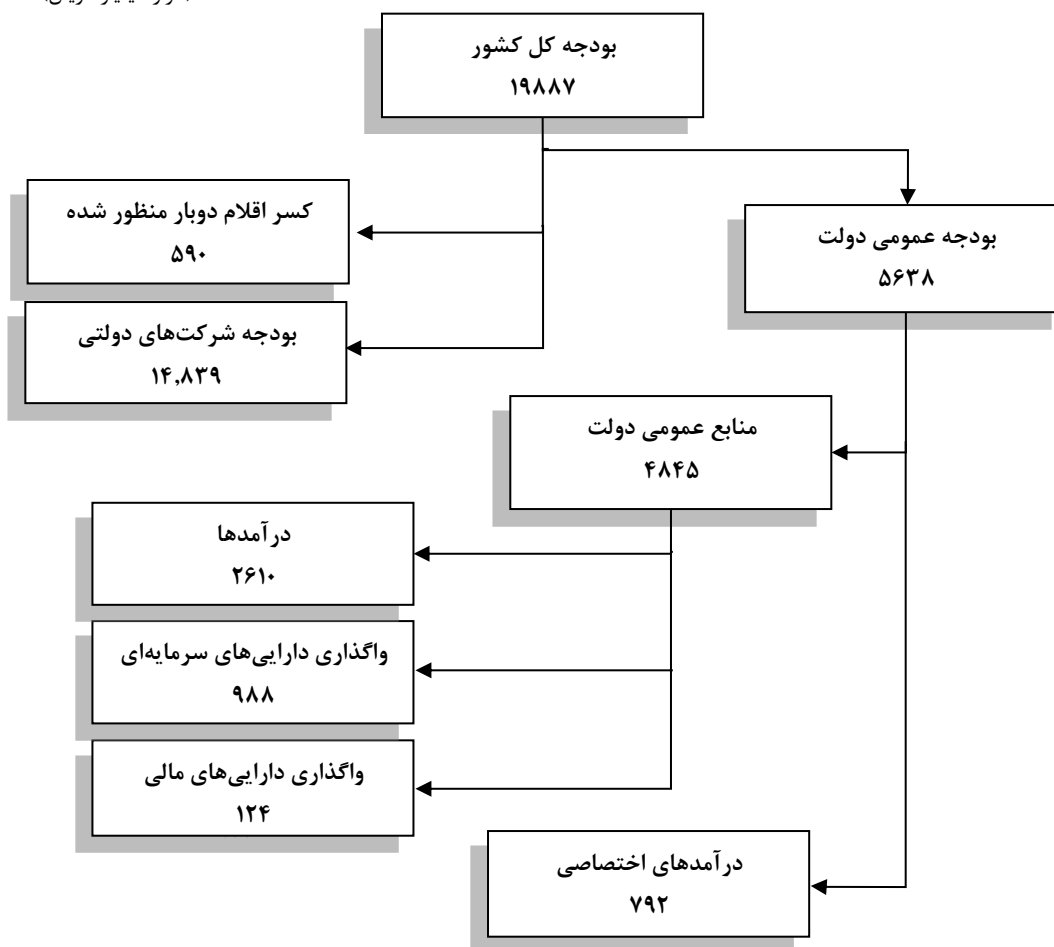 بودجه کل کشور
۱۹۸۸۷
کسر اقلام دوبار منظور شده
۵۹۰
بودجه عمومی دولت
۵۶۳۸
بودجه شرکت‌های دولتی
۱۴,۸۳۹
منابع عمومی دولت
۴۸۴۵
درآمدها
۲۶۱۰
واگذاری دارایی‌های سرمایه‌ای
۹۸۸
واگذاری دارایی‌های مالی
۱۲۴
درآمدهای اختصاصی
۷۹۲